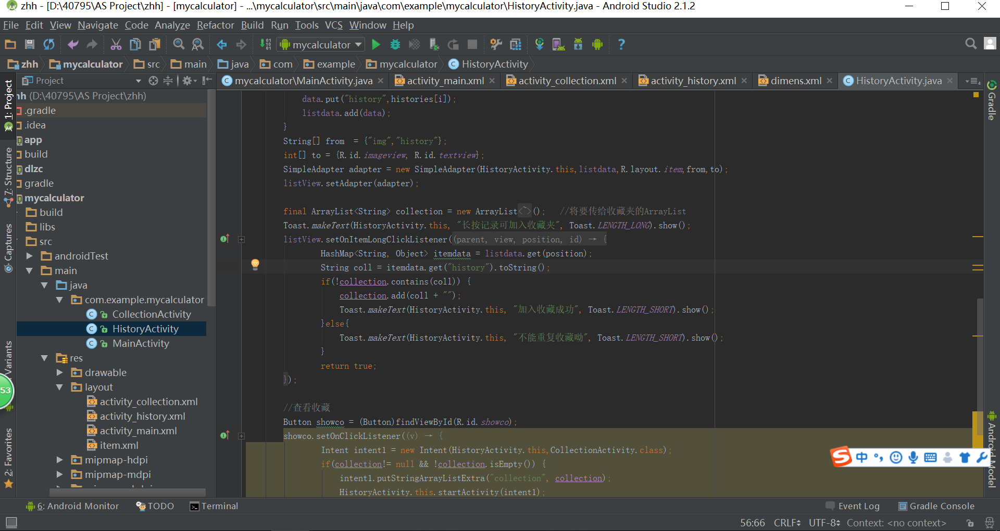 zhh - [D:\40795\AS Project\zhh] - [mycalculator] - ...\mycalculator\src\main\java\com\example\mycalculator\HistoryActivity.java - Android Studio 2.1.2
File Edit View Navigate Code Analyze Refactor Build Run Tools VCS Window Help
mycalculator
zhh mycalculator src main java com example mycalculator HistoryActivity
Project
mycalculator\MainActivity.java activity_main.xml activity_collection.xml activity_history.xml dimens.xml HistoryActivity.java
4
1: Project
7: Structure
Captures
Variants
53
2: Favorites
hh (D:\40795\AS Project\zhh)
.gradle
.idea
app
build
dlzc
gradle
mycalculator
build
libs
src
androidTest
main
java
com.example.mycalculator
CollectionActivity
HistoryActivity
MainActivity
res
drawable
layout
activity_collection.xml
activity_history.xml
activity_main.xml
item.xml
mipmap-hdpi
mipmap-mdpi
data.put("history",histories[i]);
listdata.add(data);
}
String[] from  = {"img","history"};
int[] to = {R.id.imageview, R.id.textview};
SimpleAdapter adapter = new SimpleAdapter(HistoryActivity.this,listdata,R.layout.item,from,to);
listView.setAdapter(adapter);
final ArrayList<String> collection = new ArrayList<~>();   //将要传给收藏夹的ArrayList
Toast.makeText(HistoryActivity.this, "长按记录可加入收藏夹", Toast.LENGTH_LONG).show();
listView.setOnItemLongClickListener((parent, view, position, id) → {
HashMap<String, Object> itemdata = listdata.get(position);
String coll = itemdata.get("history").toString();
if(!collection.contains(coll)) {
collection.add(coll + "");
Toast.makeText(HistoryActivity.this, "加入收藏成功", Toast.LENGTH_SHORT).show();
}else{
Toast.makeText(HistoryActivity.this, "不能重复收藏呦", Toast.LENGTH_SHORT).show();
}
return true;
});
//查看收藏
Button showco = (Button)findViewById(R.id.showco);
showco.setOnClickListener((v) → {
Intent intent1 = new Intent(HistoryActivity.this,CollectionActivity.class);
if(collection!= null && !collection.isEmpty()) {
intent1.putStringArrayListExtra("collection", collection);
HistoryActivity.this.startActivity(intent1);
Gradle
Android Model
S 中
6: Android Monitor TODO Terminal Event Log Gradle Console
56:66 CRLF UTF-8 Context: <no context>